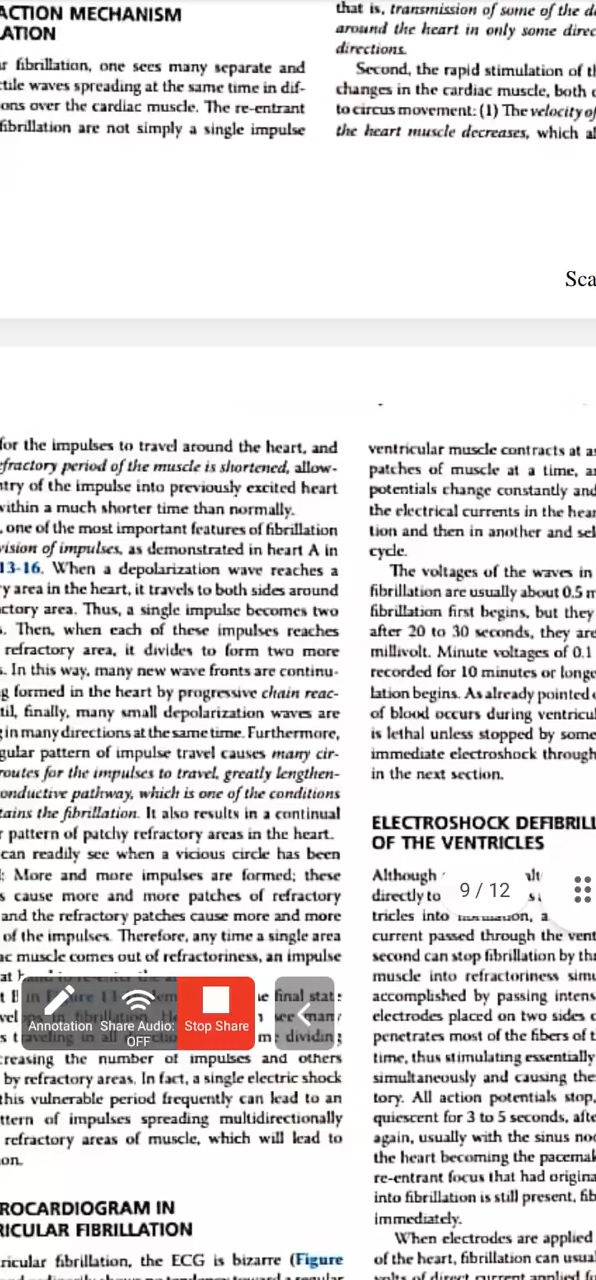 ACTION MECHANISM
LATION
r fibrillation, one sees many separate and
ctile waves spreading at the same time in dif-
ons over the cardiac muscle. The re-entrant
fibrillation are not simply a single impulse
that is, transmission of some of the d
around the heart in only some direc
directions.
Second, the rapid stimulation of t
changes in the cardiac muscle, both
to circus movement: (1) The velocity of
the heart muscle decreases, which al
Sca
for the impulses to travel around the heart, and
efractory period of the muscle is shortened, allow-
ntry of the impulse into previously excited heart
within a much shorter time than normally.
, one of the most important features of fibrillation
vision of impulses, as demonstrated in heart A in
13-16. When a depolarization wave reaches a
y area in the heart, it travels to both sides around
actory area. Thus, a single impulse becomes two
s. Then, when each of these impulses reaches
refractory area, it divides to form two more
s. In this way, many new wave fronts are continu-
g formed in the heart by progressive chain reac-
til, finally, many small depolarization waves are
g in many directions at the same time. Furthermore,
gular pattern of impulse travel causes many cir-
routes for the impulses to travel, greatly lengthen-
onductive pathway, which is one of the conditions
tains the fibrillation. It also results in a continual
r pattern of patchy refractory areas in the heart.
can readily see when a vicious circle has been
: More and more impulses are formed; these
s cause more and more patches of refractory
and the refractory patches cause more and more
of the impulses. Therefore, any time a single area
ac muscle comes out of refractoriness, an impulse
Annotation
Share Audio: OFF
Stop Share
creasing the number of impulses and others
by refractory areas. In fact, a single electric shock
this vulnerable period frequently can lead to an
ttern of impulses spreading multidirectionally
refractory areas of muscle, which will lead to
on.
ROCARDIOGRAM IN
RICULAR FIBRILLATION
ricular fibrillation, the ECG is bizarre (Figure
ventricular muscle contracts at a
patches of muscle at a time, a
potentials change constantly and
the electrical currents in the hear
tion and then in another and sel
cycle.
The voltages of the waves in
fibrillation are usually about 0.5 m
fibrillation first begins, but they
after 20 to 30 seconds, they are
millivolt. Minute voltages of 0.1
recorded for 10 minutes or longe
lation begins. As already pointed
of blood occurs during ventricul
is lethal unless stopped by some
immediate electroshock through
in the next section.
ELECTROSHOCK DEFIBRILL
OF THE VENTRICLES
Although
directly to
9 / 12
tricles into
current passed through the vent
second can stop fibrillation by th
muscle into refractoriness simu
accomplished by passing intens
electrodes placed on two sides
penetrates most of the fibers of t
time, thus stimulating essentially
simultaneously and causing the
tory. All action potentials stop,
quiescent for 3 to 5 seconds, afte
again, usually with the sinus no
the heart becoming the pacemak
re-entrant focus that had origina
into fibrillation is still present, fib
immediately.
When electrodes are applied
of the heart, fibrillation can usual